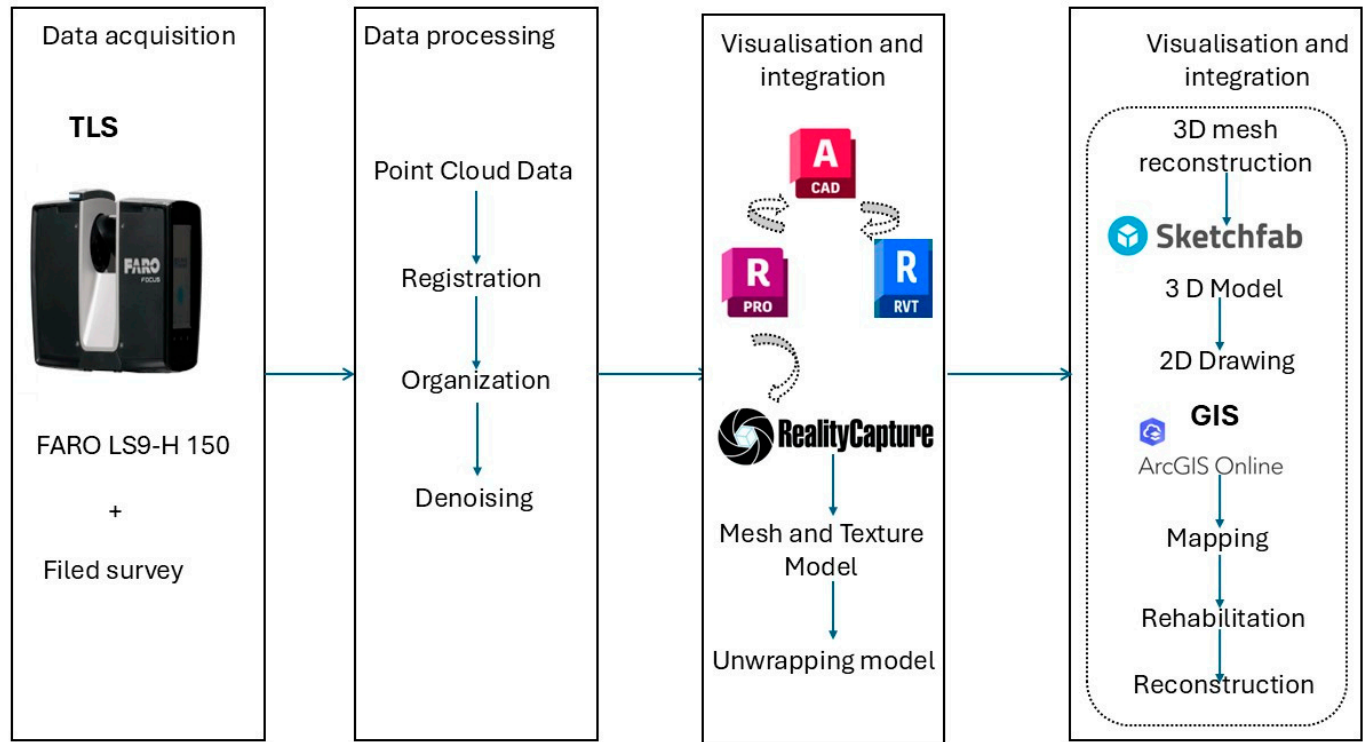 Data acquisition
TLS
FARO
FOCUS
FARO LS9-H 150
+
Filed survey
Data processing
Point Cloud Data
Registration
Organization
Denoising
Visualisation and
integration
A
CAD
R
PRO
R
RVT
RealityCapture
Mesh and Texture
Model
Unwrapping model
Visualisation and
integration
3D mesh
reconstruction
Sketchfab
3 D Model
2D Drawing
GIS
ArcGIS Online
Mapping
Rehabilitation
Reconstruction